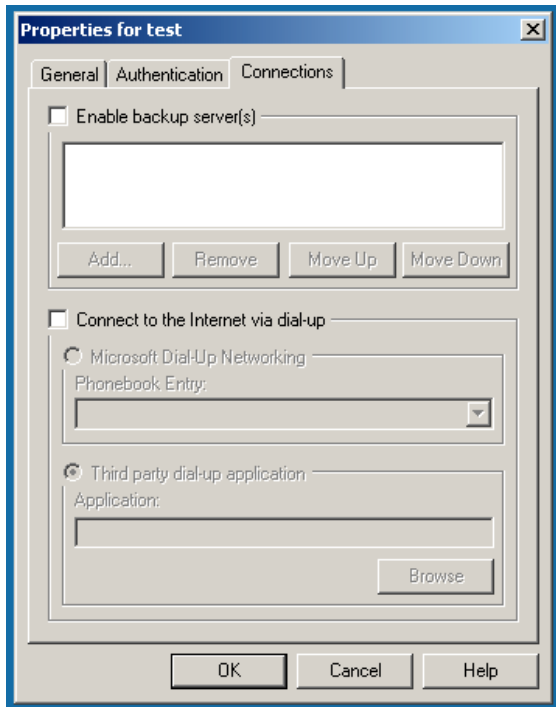 Properties for test
General Authentication Connections
Enable backup server(s)
Add... Remove Move Up Move Down
Connect to the Internet via dial-up
Microsoft Dial-Up Networking
Phonebook Entry:
Third party dial-up application
Application:
Browse
OK Cancel Help